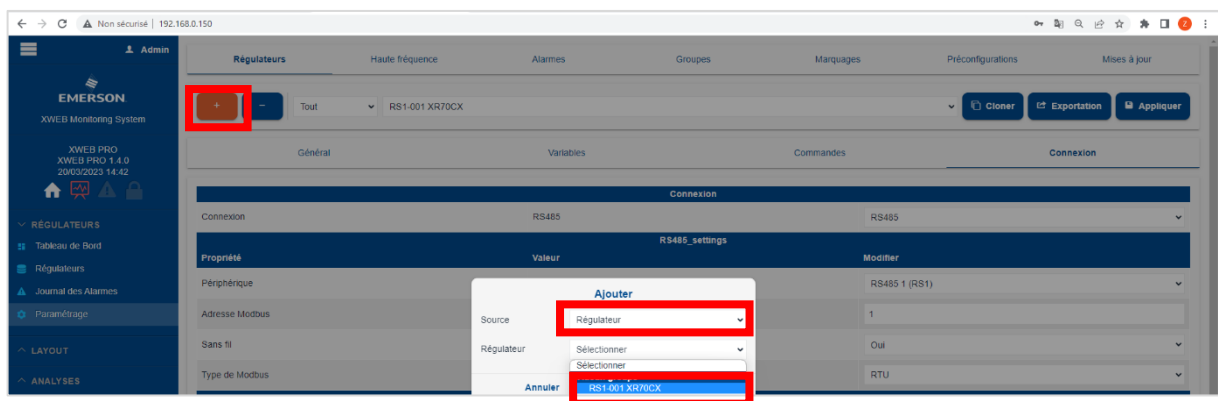 Non sécurisé | 192.168.0.150
Z
Admin
EMERSON
XWEB Monitoring System
XWEB PRO
XWEB PRO 1.4.0
20/03/2023 14:42
RÉGULATEURS
Tableau de Bord
Régulateurs
Journal des Alarmes
Paramétrage
LAYOUT
ANALYSES
Régulateurs Haute fréquence Alarmes Groupes Marquages Préconfigurations Mises à jour
+ - Tout RS1-001 XR70CX Cloner Exportation Appliquer
Général Variables Commandes Connexion
Connexion
Connexion RS485 RS485
RS485_settings
Propriété Valeur Modifier
Périphérique RS485 1 (RS1)
Adresse Modbus 1
Sans fil Oui
Type de Modbus RTU
Ajouter
Source Régulateur
Régulateur Sélectionner
Sélectionner
RS1-001 XR70CX
Annuler